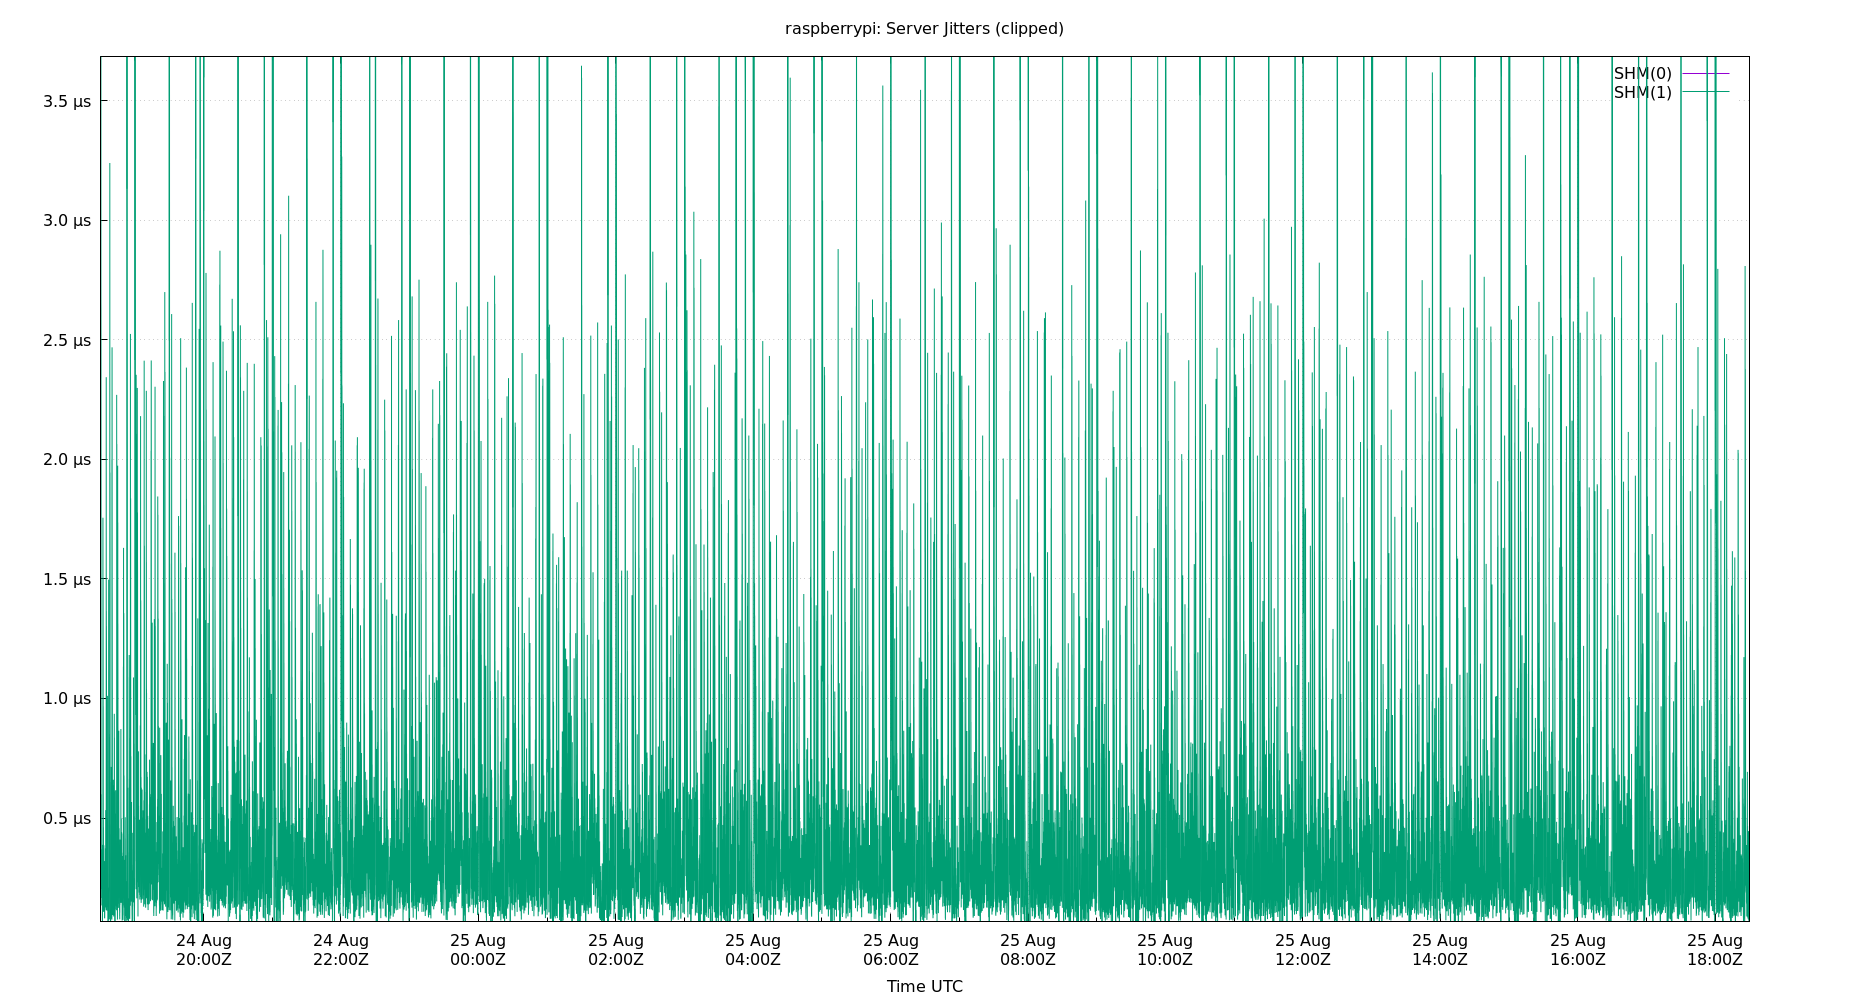 raspberrypi: Server Jitters (clipped)
SHM(0)
SHM(1)
3.5 µs
3.0 µs
2.5 µs
2.0 µs
1.5 µs
1.0 µs
0.5 µs
24 Aug 24 Aug 25 Aug 25 Aug 25 Aug 25 Aug 25 Aug 25 Aug 25 Aug 25 Aug 25 Aug 25 Aug
20:00Z 22:00Z 00:00Z 02:00Z 04:00Z 06:00Z 08:00Z 10:00Z 12:00Z 14:00Z 16:00Z 18:00Z
Time UTC